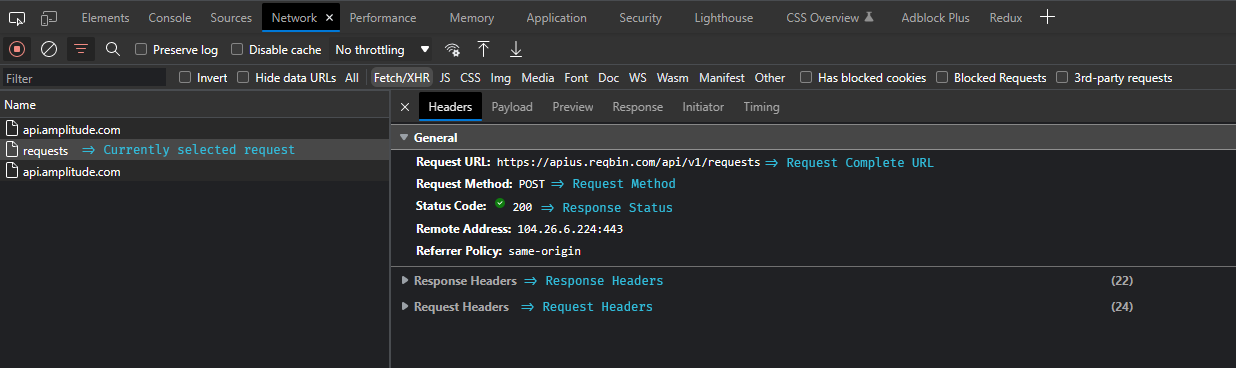 Elements Console Sources Network × Performance Memory Application Security Lighthouse CSS Overview Adblock Plus Redux +
Preserve log Disable cache No throttling
Filter Invert Hide data URLs All Fetch/XHR JS CSS Img Media Font Doc WS Wasm Manifest Other Has blocked cookies Blocked Requests 3rd-party requests
Name
api.amplitude.com
requests ⇒ Currently selected request
api.amplitude.com
× Headers Payload Preview Response Initiator Timing
General
Request URL: https://apius.reqbin.com/api/v1/requests ⇒ Request Complete URL
Request Method: POST ⇒ Request Method
Status Code: 200 ⇒ Response Status
Remote Address: 104.26.6.224:443
Referrer Policy: same-origin
Response Headers ⇒ Response Headers (22)
Request Headers ⇒ Request Headers (24)